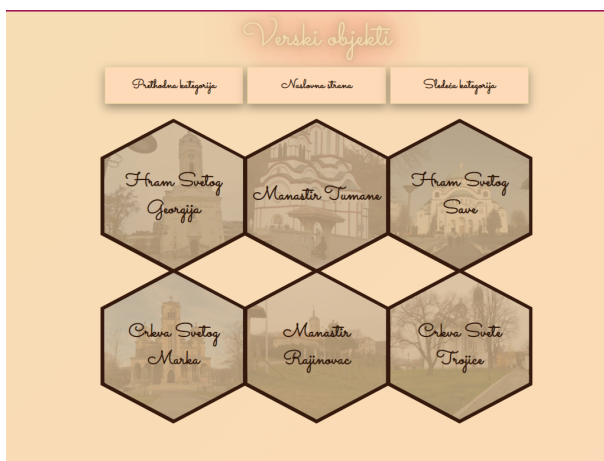 Verski objekti
Prethodna kategorija
Naslovna strana
Sledeća kategorija
Hram Svetog
Georgija
Manastir Tumane
Hram Svetog
Save
Crkva Svetog
Marka
Manastir
Rajinovac
Crkva Svete
Trojice